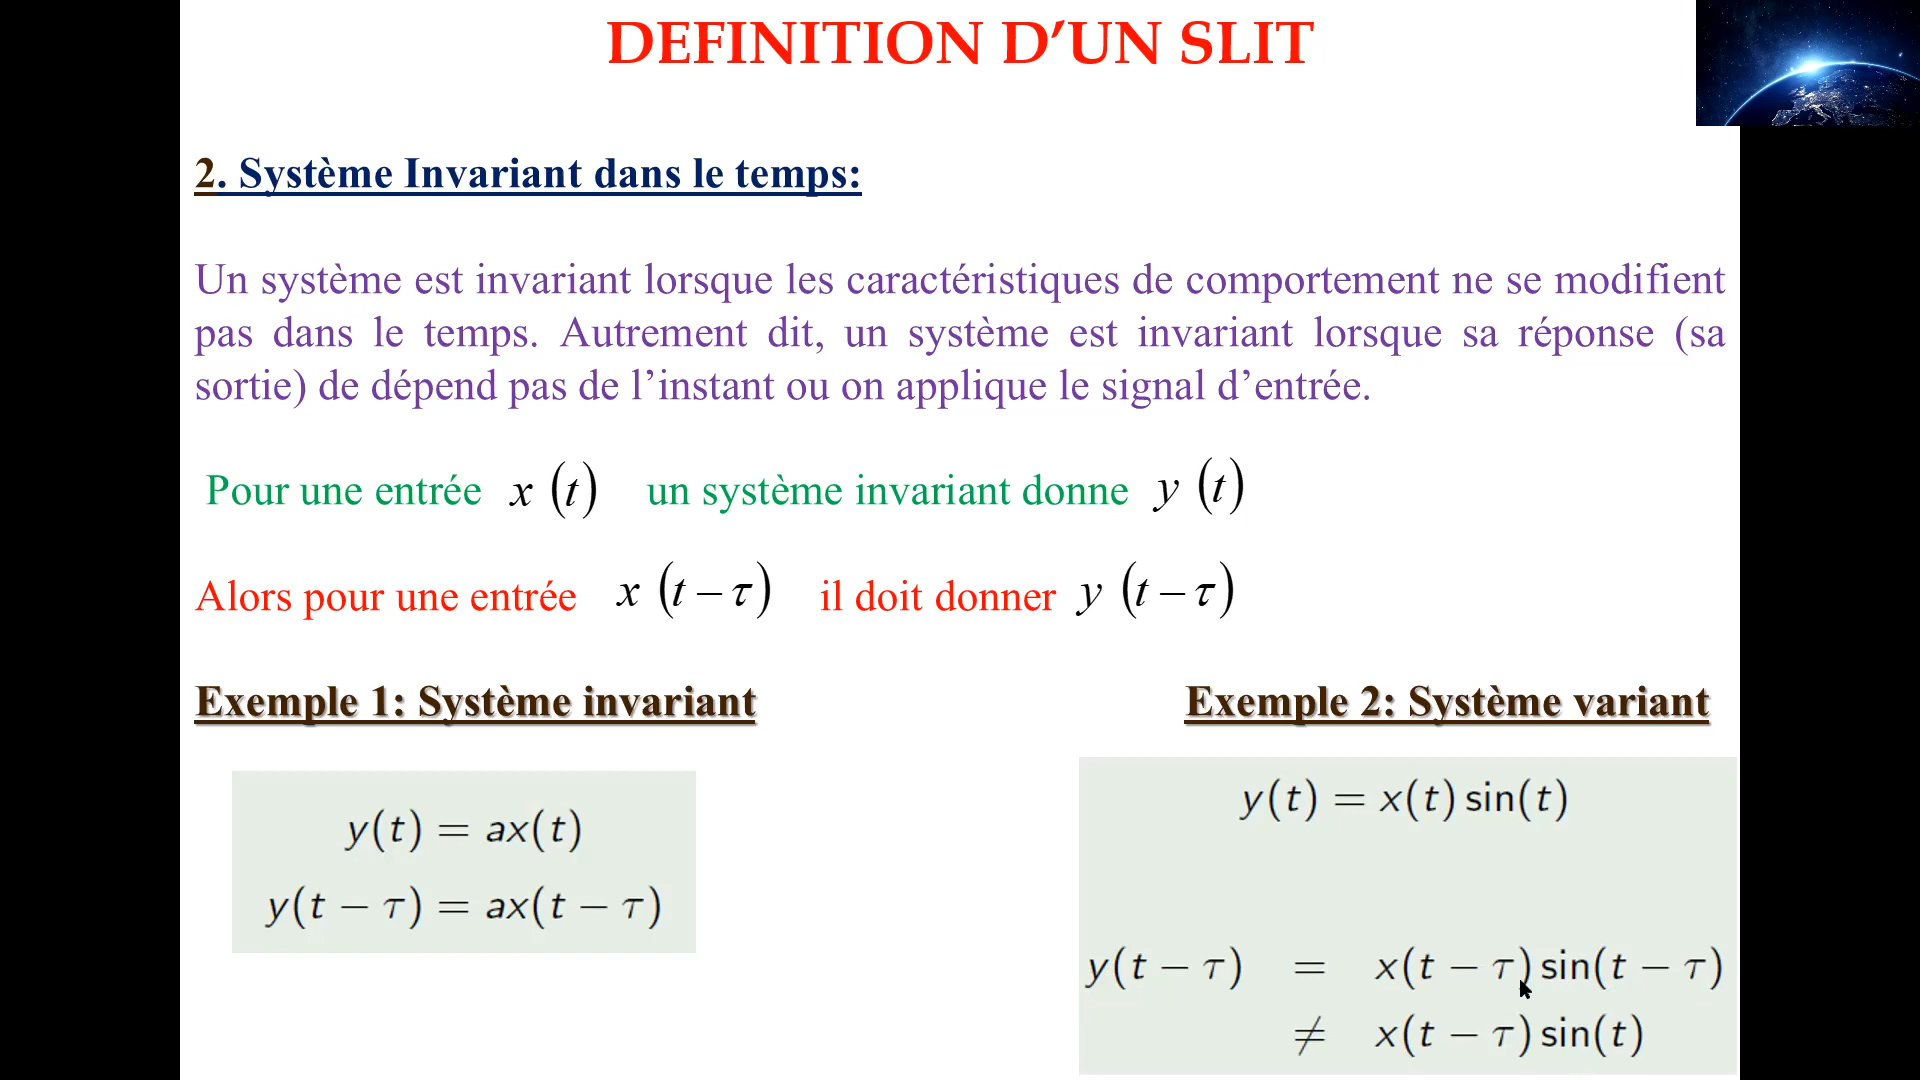 DEFINITION D’UN SLIT
2. Système Invariant dans le temps:
Un système est invariant lorsque les caractéristiques de comportement ne se modifient
pas dans le temps. Autrement dit, un système est invariant lorsque sa réponse (sa
sortie) de dépend pas de l’instant ou on applique le signal d’entrée.
Pour une entrée x (t) un système invariant donne y (t)
Alors pour une entrée x (t − τ) il doit donner y (t − τ)
Exemple 1: Système invariant
y(t) = ax(t)
y(t − τ) = ax(t − τ)
Exemple 2: Système variant
y(t) = x(t) sin(t)
y(t − τ) = x(t − τ) sin(t − τ)
≠ x(t − τ) sin(t)